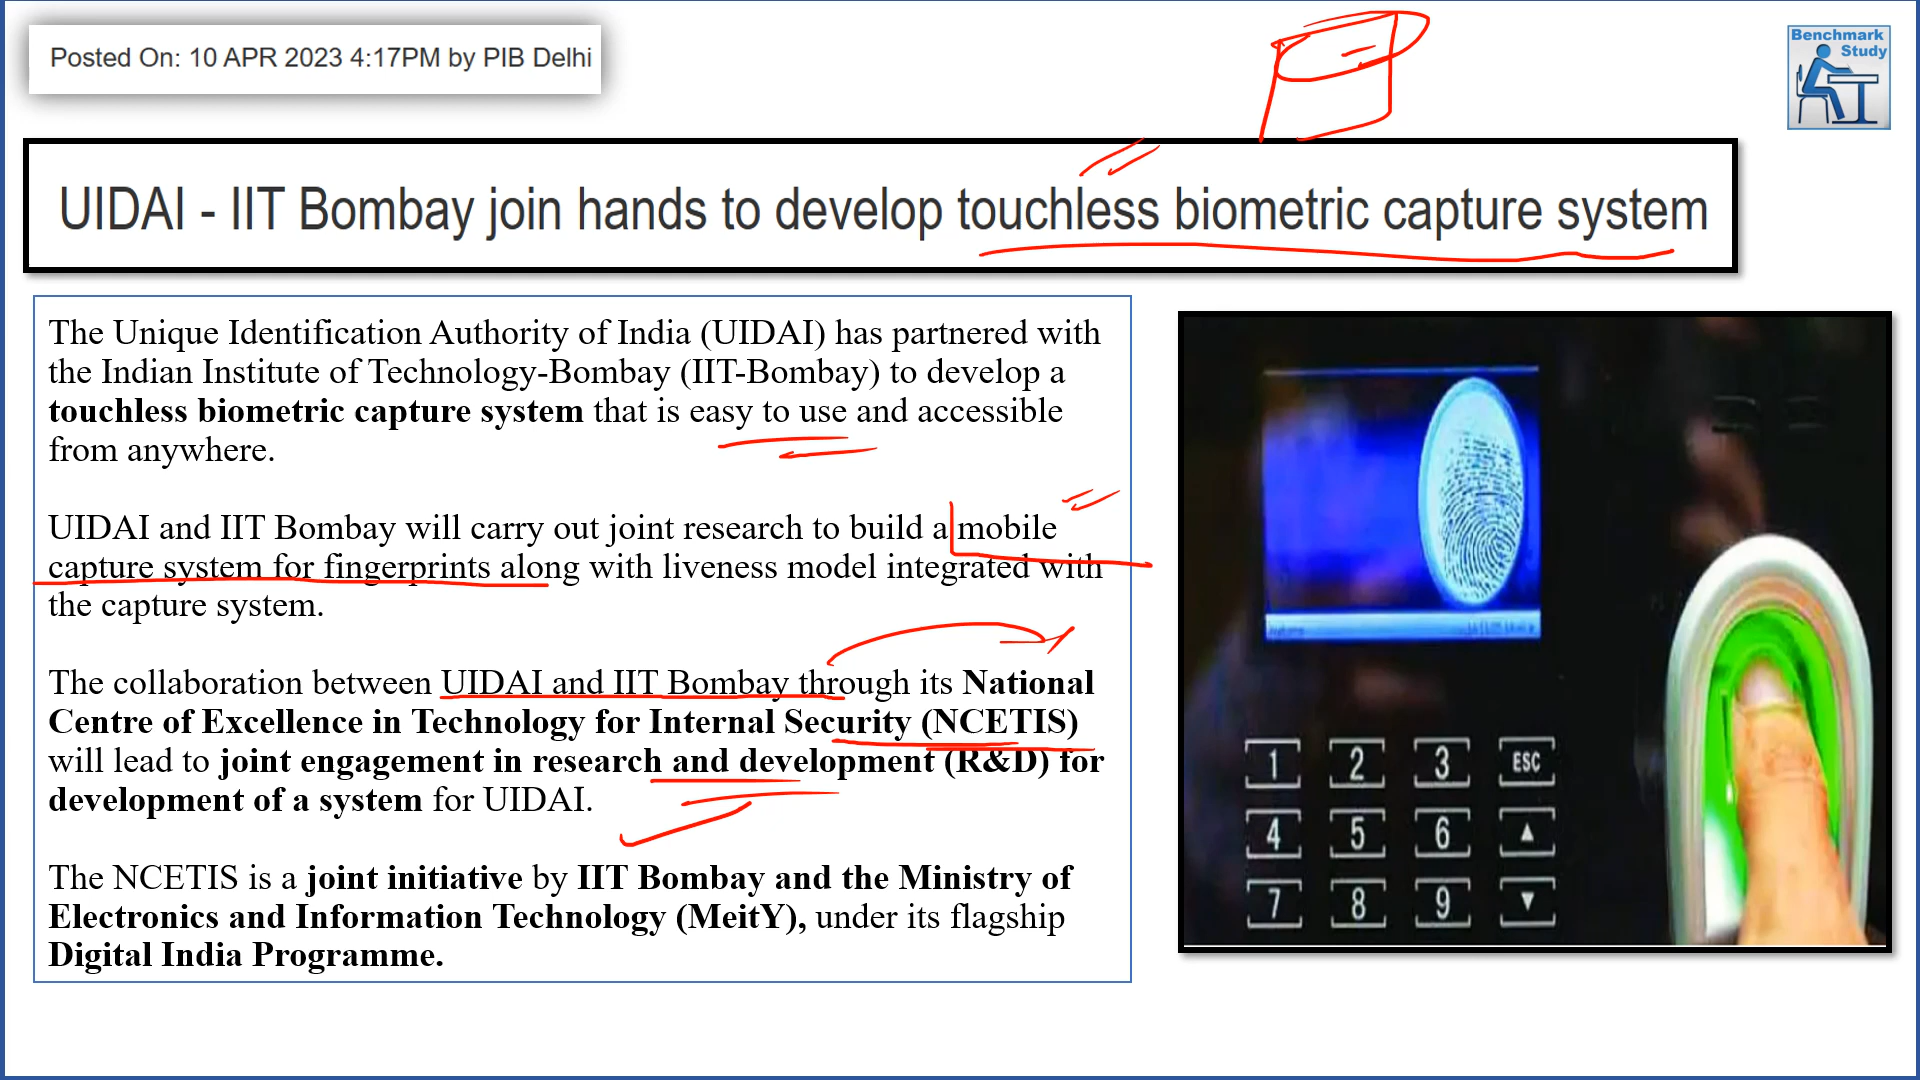 Posted On: 10 APR 2023 4:17PM by PIB Delhi
Benchmark
Study
UIDAI - IIT Bombay join hands to develop touchless biometric capture system
The Unique Identification Authority of India (UIDAI) has partnered with
the Indian Institute of Technology-Bombay (IIT-Bombay) to develop a
touchless biometric capture system that is easy to use and accessible
from anywhere.
UIDAI and IIT Bombay will carry out joint research to build a mobile
capture system for fingerprints along with liveness model integrated with
the capture system.
The collaboration between UIDAI and IIT Bombay through its National
Centre of Excellence in Technology for Internal Security (NCETIS)
will lead to joint engagement in research and development (R&D) for
development of a system for UIDAI.
The NCETIS is a joint initiative by IIT Bombay and the Ministry of
Electronics and Information Technology (MeitY), under its flagship
Digital India Programme.
1 2 3 ESC
4 5 6 ▲
7 8 9 ▼